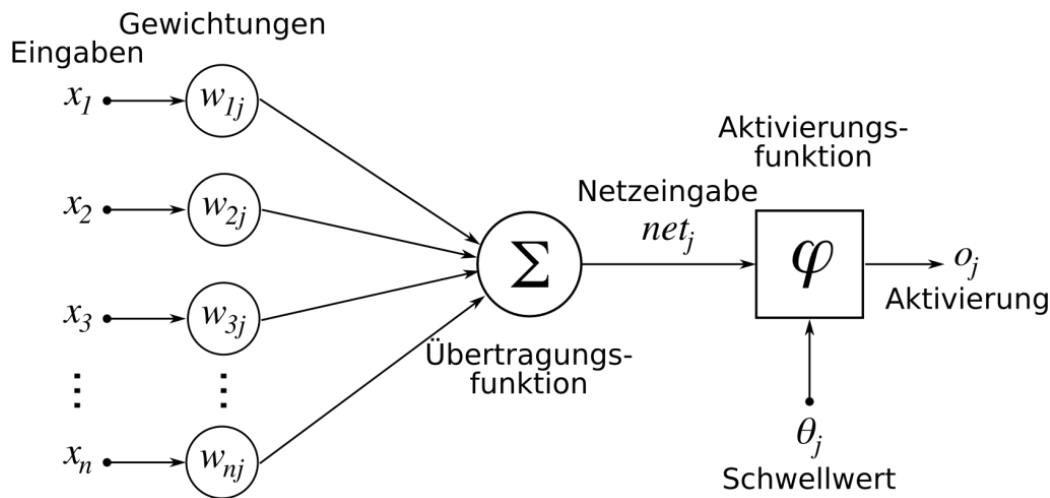 Gewichtungen
Eingaben
x1 w1j
x2 w2j
x3 w3j
⋮ ⋮
xn wnj
Σ
Übertragungs-
funktion
Netzeingabe
netj
Aktivierungs-
funktion
φ
oj
Aktivierung
θj
Schwellwert